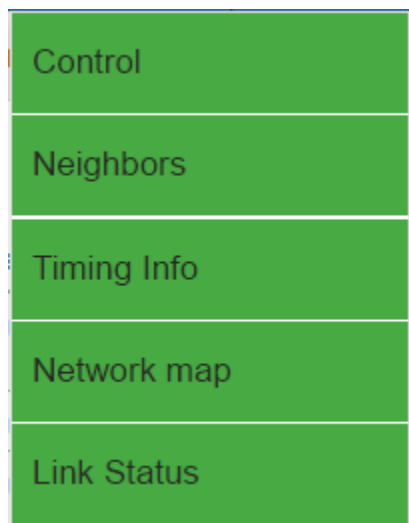 Control
Neighbors
Timing Info
Network map
Link Status